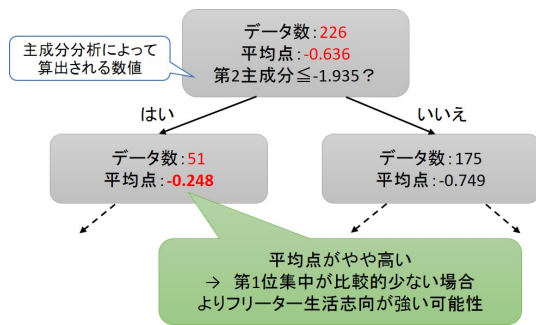 データ数:226
平均点:-0.636
第2主成分≦-1.935?
主成分分析によって
算出される数値
はい
いいえ
データ数:51
平均点:-0.248
データ数:175
平均点:-0.749
平均点がやや高い
→ 第1位集中が比較的少ない場合
よりフリーター生活志向が強い可能性